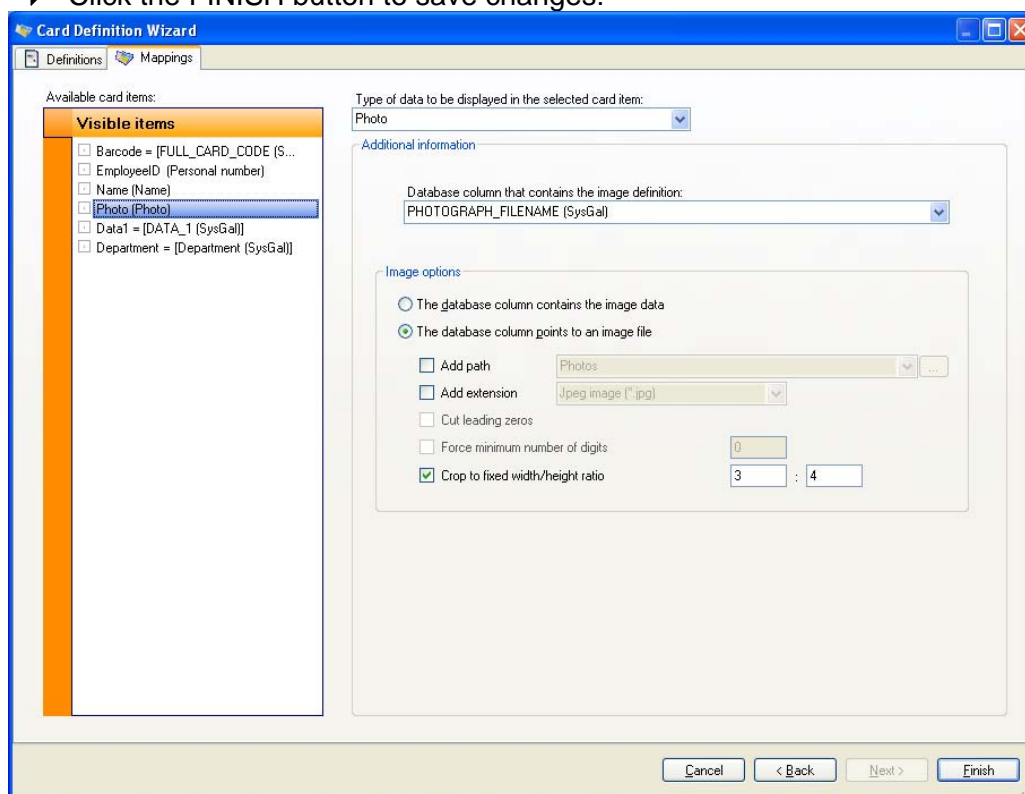 Click the FINISH button to save changes.
Card Definition Wizard
Definitions Mappings
Available card items:
Visible items
Barcode = [FULL_CARD_CODE (S...
EmployeeID (Personal number)
Name (Name)
Photo (Photo)
Data1 = [DATA_1 (SysGal)]
Department = [Department (SysGal)]
Type of data to be displayed in the selected card item:
Photo
Additional information
Database column that contains the image definition:
PHOTOGRAPH_FILENAME (SysGal)
Image options
The database column contains the image data
The database column points to an image file
Add path Photos ...
Add extension Jpeg image (*.jpg)
Cut leading zeros
Force minimum number of digits 0
Crop to fixed width/height ratio 3 : 4
Cancel < Back Next > Finish